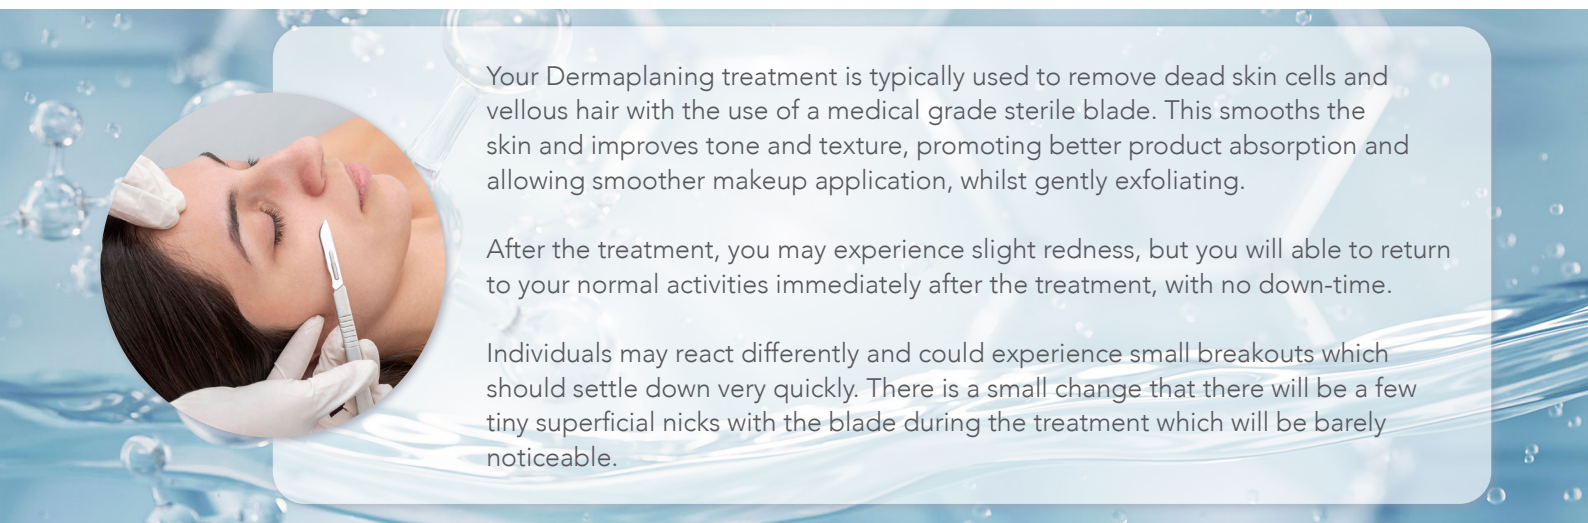 Your Dermaplaning treatment is typically used to remove dead skin cells and
vellous hair with the use of a medical grade sterile blade. This smooths the
skin and improves tone and texture, promoting better product absorption and
allowing smoother makeup application, whilst gently exfoliating.
After the treatment, you may experience slight redness, but you will able to return
to your normal activities immediately after the treatment, with no down-time.
Individuals may react differently and could experience small breakouts which
should settle down very quickly. There is a small change that there will be a few
tiny superficial nicks with the blade during the treatment which will be barely
noticeable.